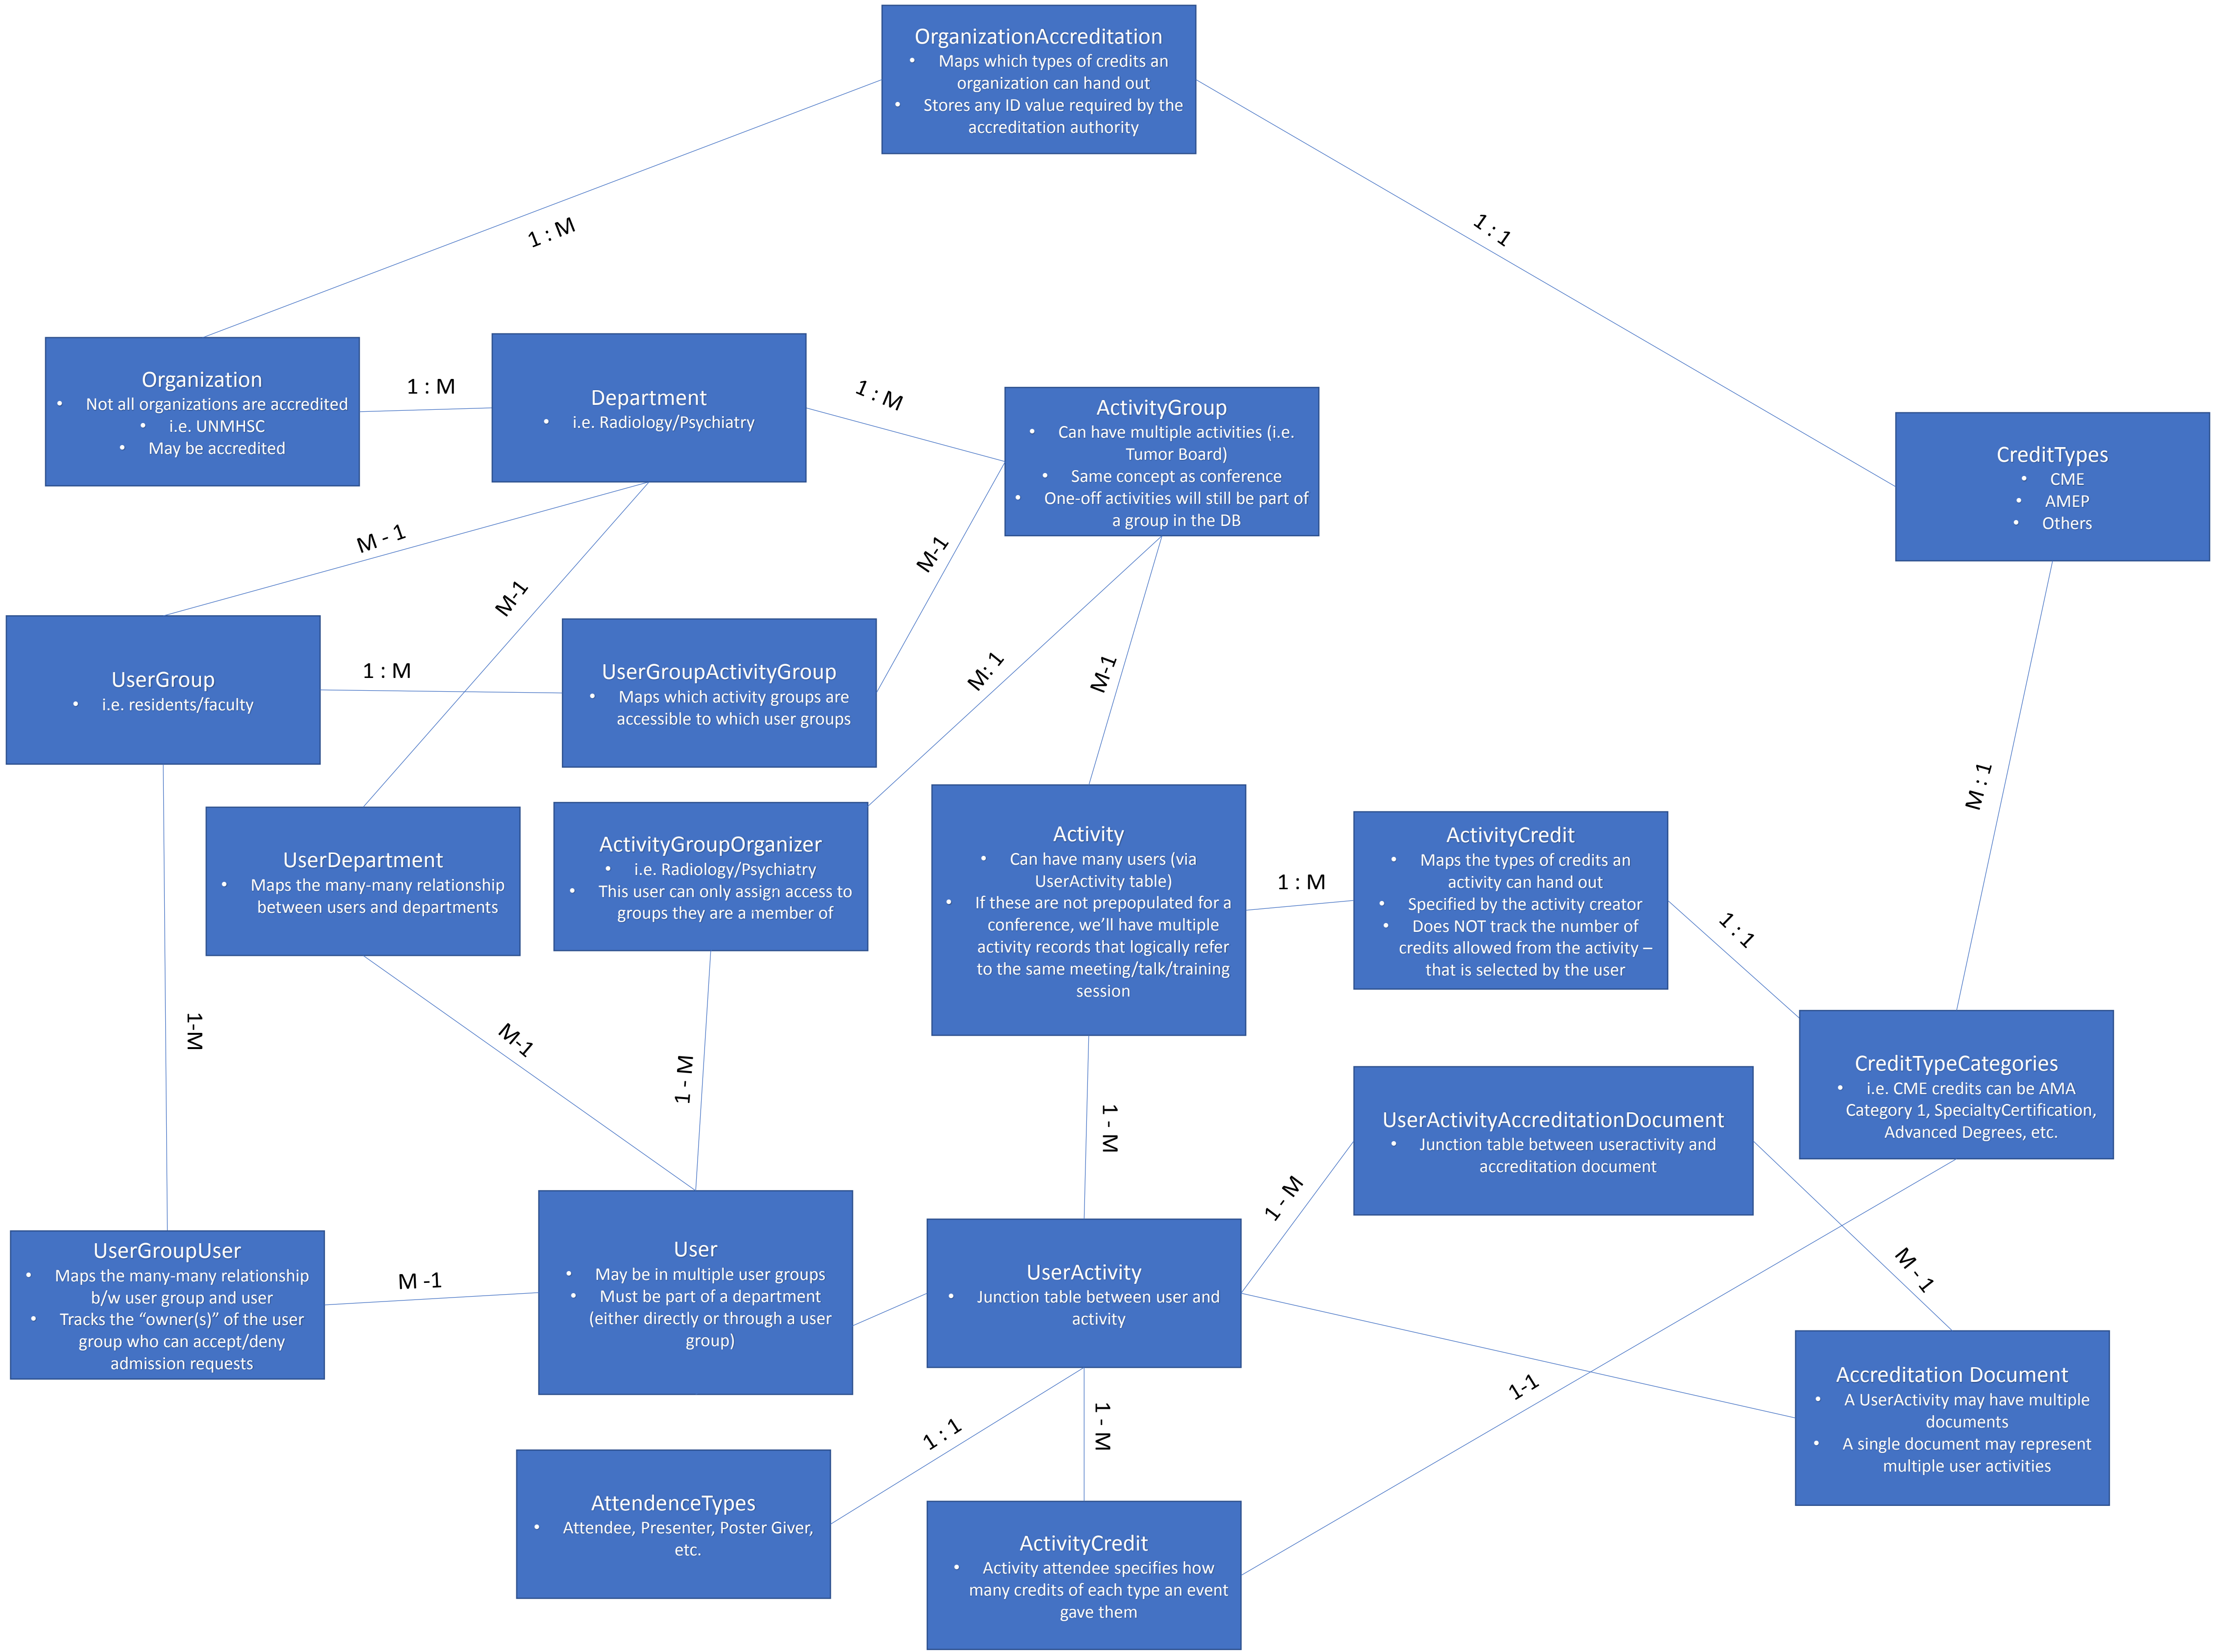 OrganizationAccreditation
• Maps which types of credits an
organization can hand out
• Stores any ID value required by the
accreditation authority
1 : M
1 : 1
Organization
• Not all organizations are accredited
• i.e. UNMHSC
• May be accredited
1 : M
Department
• i.e. Radiology/Psychiatry
1 : M
ActivityGroup
• Can have multiple activities (i.e.
Tumor Board)
• Same concept as conference
• One-off activities will still be part of
a group in the DB
CreditTypes
• CME
• AMEP
• Others
M - 1
M-1
M-1
UserGroup
• i.e. residents/faculty
1 : M
UserGroupActivityGroup
• Maps which activity groups are
accessible to which user groups
M: 1
M-1
M : 1
UserDepartment
• Maps the many-many relationship
between users and departments
ActivityGroupOrganizer
• i.e. Radiology/Psychiatry
• This user can only assign access to
groups they are a member of
Activity
• Can have many users (via
UserActivity table)
• If these are not prepopulated for a
conference, we’ll have multiple
activity records that logically refer
to the same meeting/talk/training
session
1 : M
ActivityCredit
• Maps the types of credits an
activity can hand out
• Specified by the activity creator
• Does NOT track the number of
credits allowed from the activity –
that is selected by the user
1 : 1
1-M
M-1
1 - M
1 - M
CreditTypeCategories
• i.e. CME credits can be AMA
Category 1, SpecialtyCertification,
Advanced Degrees, etc.
UserActivityAccreditationDocument
• Junction table between useractivity and
accreditation document
1 - M
M - 1
UserGroupUser
• Maps the many-many relationship
b/w user group and user
• Tracks the “owner(s)” of the user
group who can accept/deny
admission requests
M -1
User
• May be in multiple user groups
• Must be part of a department
(either directly or through a user
group)
UserActivity
• Junction table between user and
activity
Accreditation Document
• A UserActivity may have multiple
documents
• A single document may represent
multiple user activities
1-1
1 : 1
1 - M
AttendenceTypes
• Attendee, Presenter, Poster Giver,
etc.
ActivityCredit
• Activity attendee specifies how
many credits of each type an event
gave them